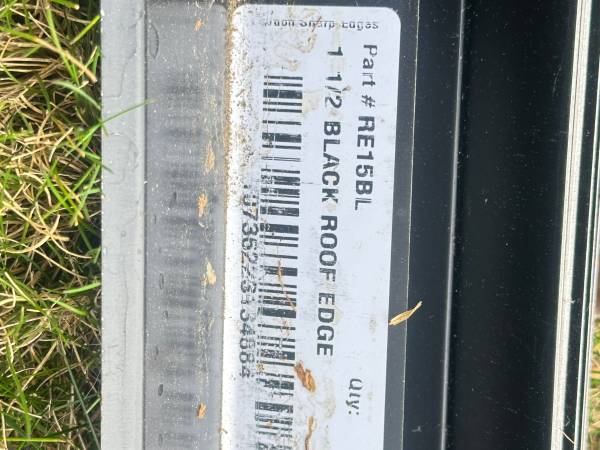 Sharp Edges
Part # RE15BL
1 1/2 BLACK ROOF EDGE
Qty: